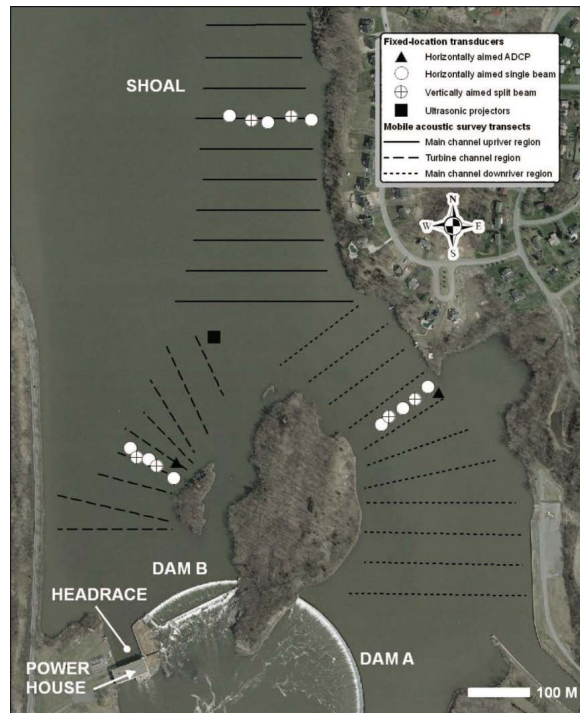 SHOAL
Fixed-location transducers
Horizontally aimed ADCP
Horizontally aimed single beam
Vertically aimed split beam
Ultrasonic projectors
Mobile acoustic survey transects
Main channel upriver region
Turbine channel region
Main channel downriver region
N
W E
S
DAM B
HEADRACE
POWER
HOUSE
DAM A
100 M